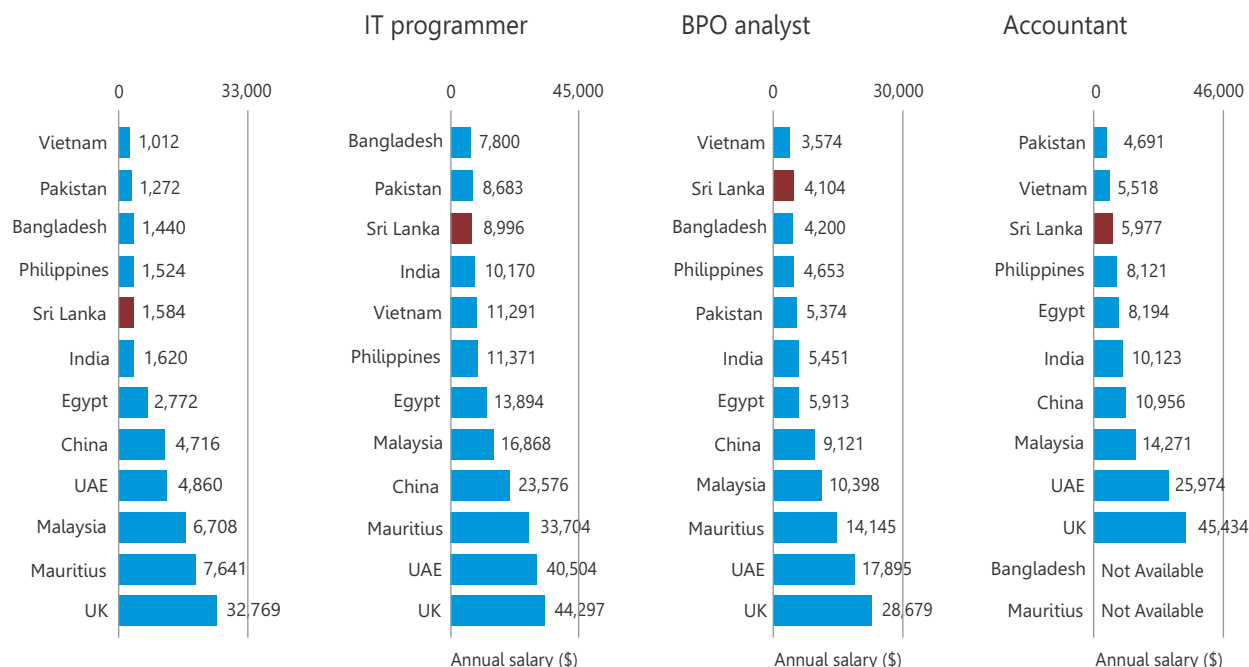 IT programmer
BPO analyst
Accountant
0 33,000
Vietnam 1,012
Pakistan 1,272
Bangladesh 1,440
Philippines 1,524
Sri Lanka 1,584
India 1,620
Egypt 2,772
China 4,716
UAE 4,860
Malaysia 6,708
Mauritius 7,641
UK 32,769
0 45,000
Bangladesh 7,800
Pakistan 8,683
Sri Lanka 8,996
India 10,170
Vietnam 11,291
Philippines 11,371
Egypt 13,894
Malaysia 16,868
China 23,576
Mauritius 33,704
UAE 40,504
UK 44,297
Annual salary ($)
0 30,000
Vietnam 3,574
Sri Lanka 4,104
Bangladesh 4,200
Philippines 4,653
Pakistan 5,374
India 5,451
Egypt 5,913
China 9,121
Malaysia 10,398
Mauritius 14,145
UAE 17,895
UK 28,679
Annual salary ($)
0 46,000
Pakistan 4,691
Vietnam 5,518
Sri Lanka 5,977
Philippines 8,121
Egypt 8,194
India 10,123
China 10,956
Malaysia 14,271
UAE 25,974
UK 45,434
Bangladesh Not Available
Mauritius Not Available
Annual salary ($)